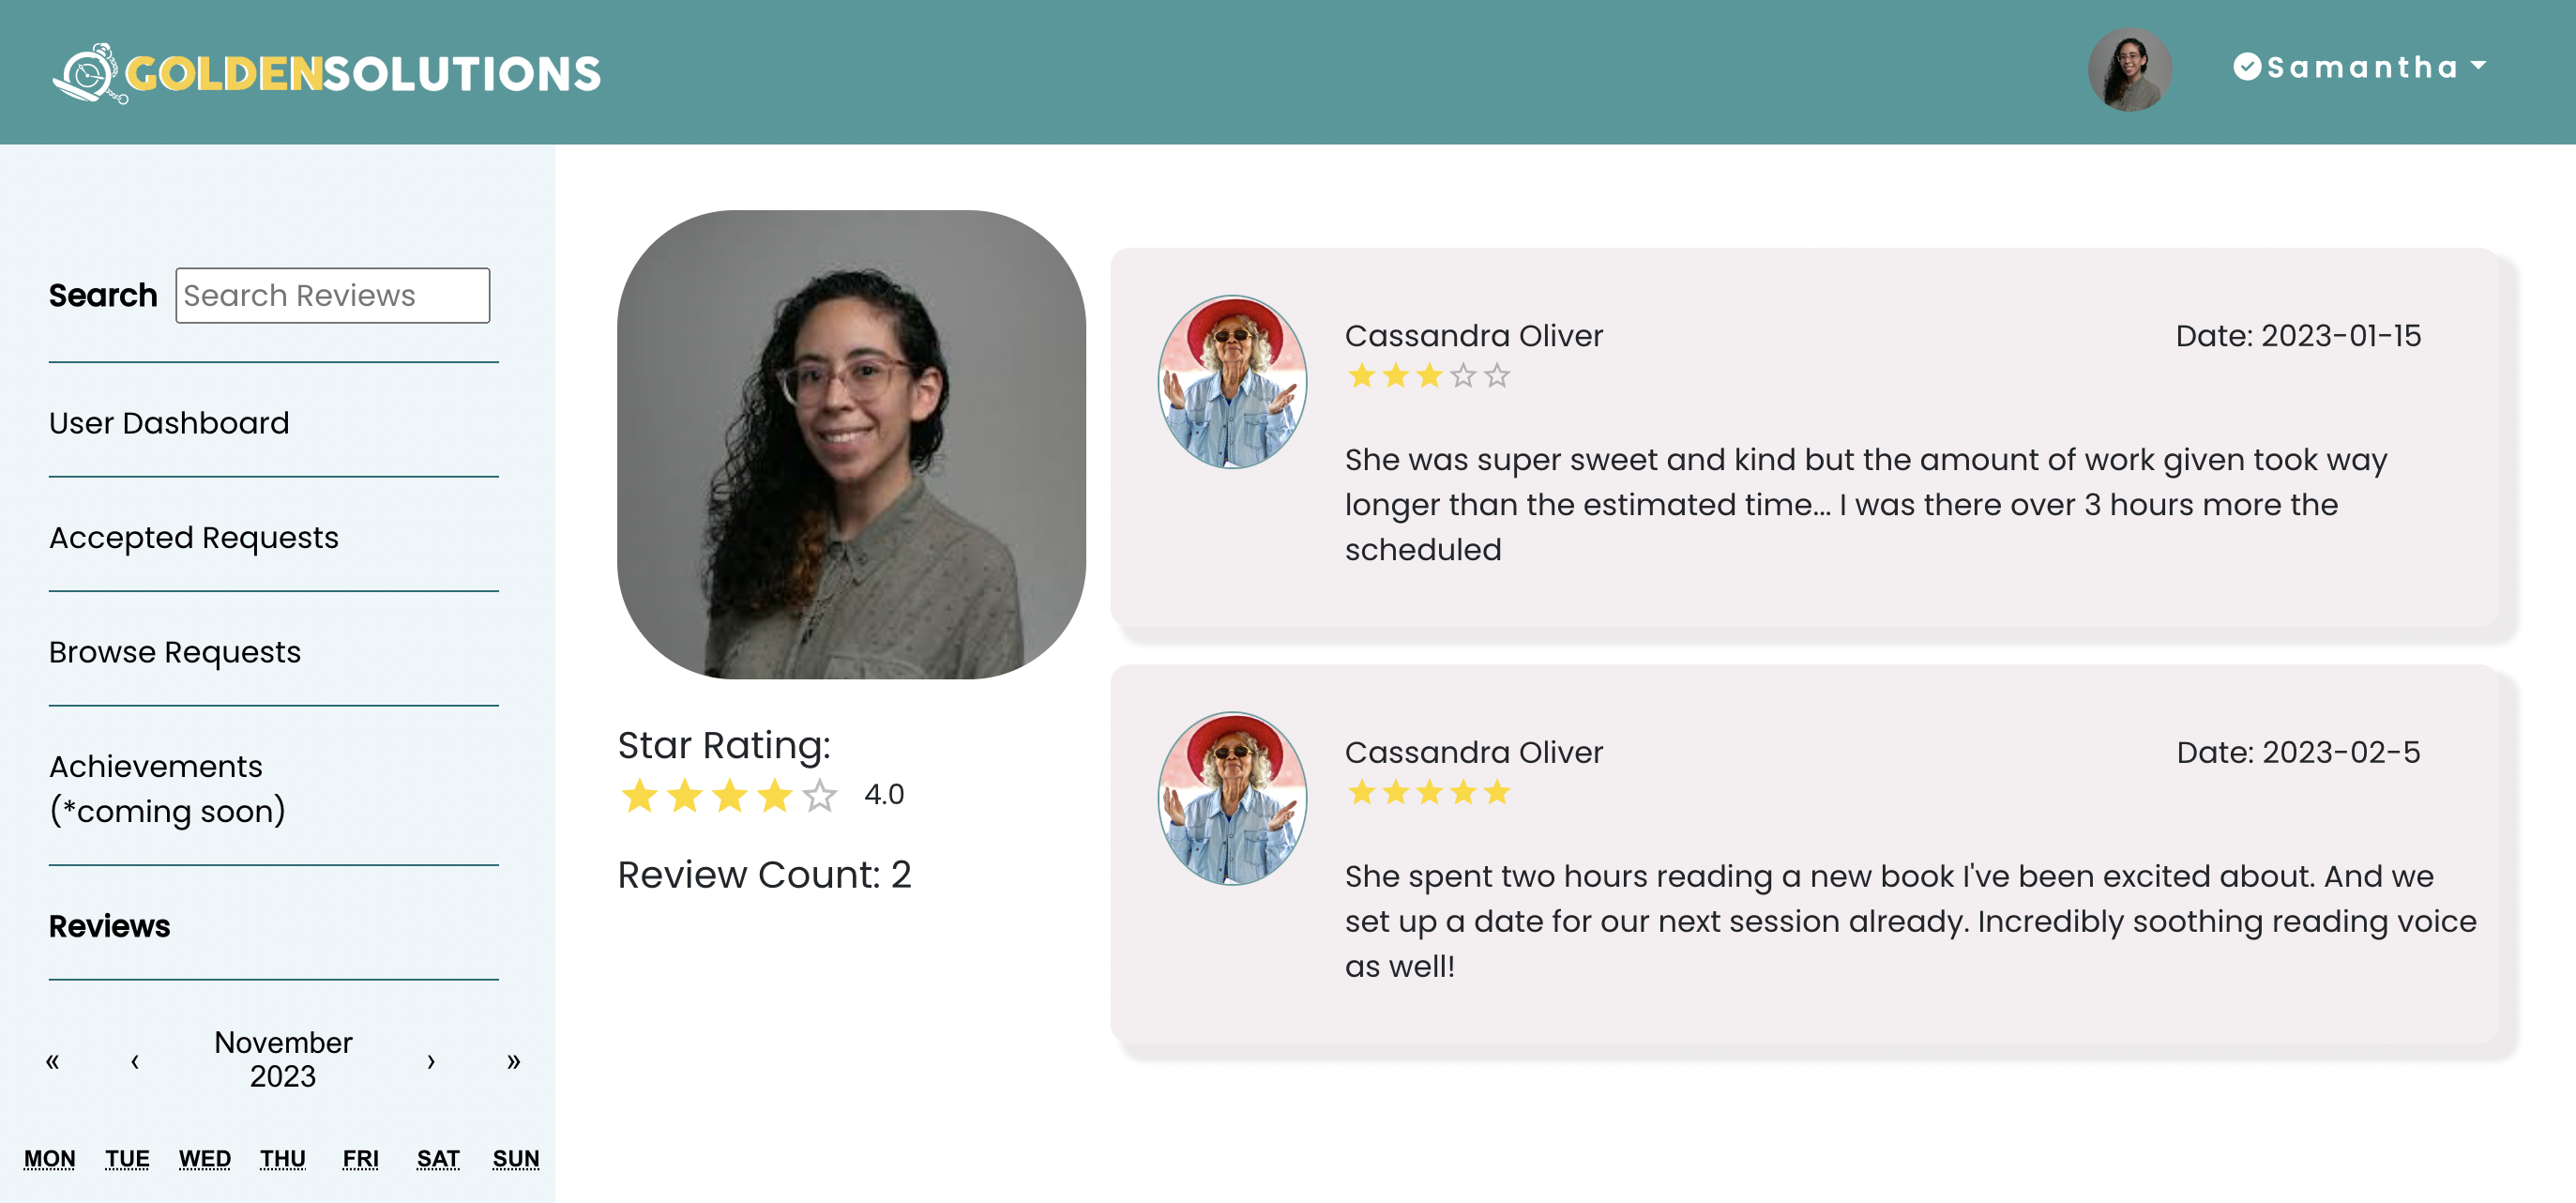 GOLDENSOLUTIONS
Samantha
Search Search Reviews
User Dashboard
Accepted Requests
Browse Requests
Achievements
(*coming soon)
Reviews
« ‹ November 2023 › »
MON TUE WED THU FRI SAT SUN
Star Rating:
4.0
Review Count: 2
Cassandra Oliver Date: 2023-01-15
She was super sweet and kind but the amount of work given took way
longer than the estimated time... I was there over 3 hours more the
scheduled
Cassandra Oliver Date: 2023-02-5
She spent two hours reading a new book I've been excited about. And we
set up a date for our next session already. Incredibly soothing reading voice
as well!